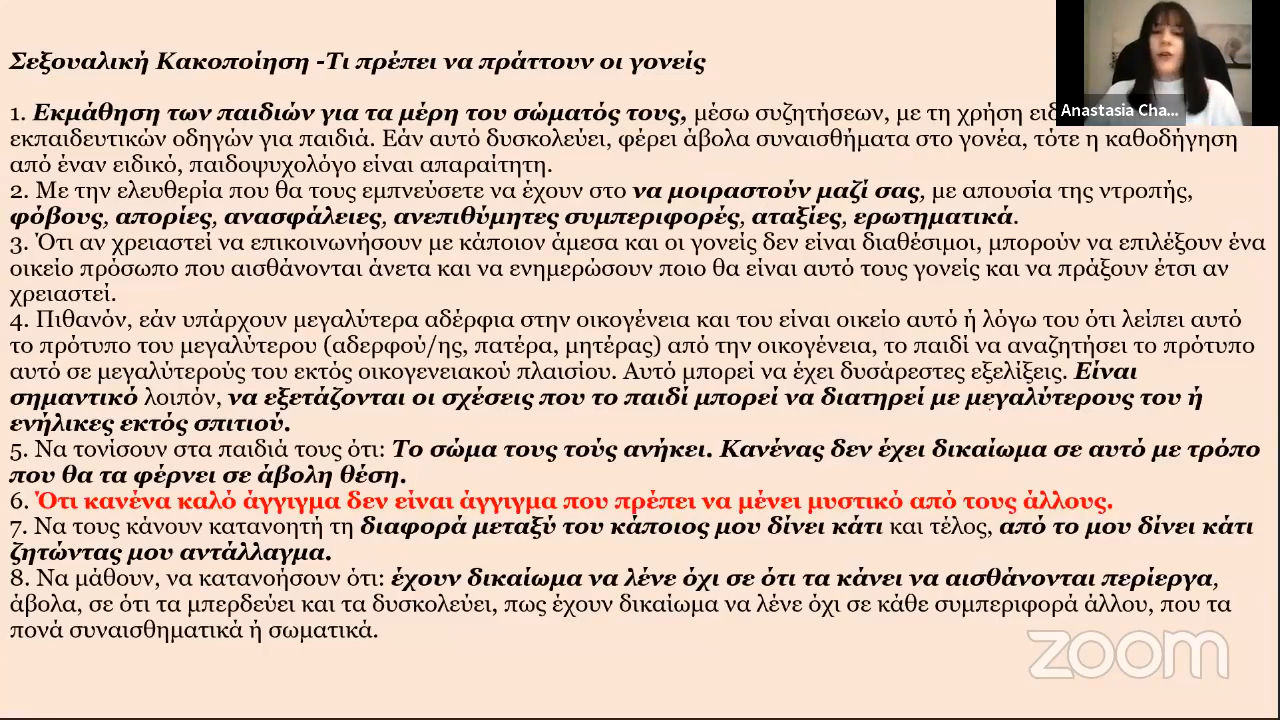 Σεξουαλική Κακοποίηση -Τι πρέπει να πράττουν οι γονείς
Anastasia Cha...
1. Εκμάθηση των παιδιών για τα μέρη του σώματός τους, μέσω συζητήσεων, με τη χρήση
εκπαιδευτικών οδηγών για παιδιά. Εάν αυτό δυσκολεύει, φέρει άβολα συναισθήματα στο γονέα, τότε η καθοδήγηση
από έναν ειδικό, παιδοψυχολόγο είναι απαραίτητη.
2. Με την ελευθερία που θα τους εμπνεύσετε να έχουν στο να μοιραστούν μαζί σας, με απουσία της ντροπής,
φόβους, απορίες, ανασφάλειες, ανεπιθύμητες συμπεριφορές, αταξίες, ερωτηματικά.
3. Ότι αν χρειαστεί να επικοινωνήσουν με κάποιον άμεσα και οι γονείς δεν είναι διαθέσιμοι, μπορούν να επιλέξουν ένα
οικείο πρόσωπο που αισθάνονται άνετα και να ενημερώσουν ποιο θα είναι αυτό τους γονείς και να πράξουν έτσι αν
χρειαστεί.
4. Πιθανόν, εάν υπάρχουν μεγαλύτερα αδέρφια στην οικογένεια και του είναι οικείο αυτό ή λόγω του ότι λείπει αυτό
το πρότυπο του μεγαλύτερου (αδερφού/ης, πατέρα, μητέρας) από την οικογένεια, το παιδί να αναζητήσει το πρότυπο
αυτό σε μεγαλύτερούς του εκτός οικογενειακού πλαισίου. Αυτό μπορεί να έχει δυσάρεστες εξελίξεις. Είναι
σημαντικό λοιπόν, να εξετάζονται οι σχέσεις που το παιδί μπορεί να διατηρεί με μεγαλύτερους του ή
ενήλικες εκτός σπιτιού.
5. Να τονίσουν στα παιδιά τους ότι: Το σώμα τους τούς ανήκει. Κανένας δεν έχει δικαίωμα σε αυτό με τρόπο
που θα τα φέρνει σε άβολη θέση.
6. Ότι κανένα καλό άγγιγμα δεν είναι άγγιγμα που πρέπει να μένει μυστικό από τους άλλους.
7. Να τους κάνουν κατανοητή τη διαφορά μεταξύ του κάποιος μου δίνει κάτι και τέλος, από το μου δίνει κάτι
ζητώντας μου αντάλλαγμα.
8. Να μάθουν, να κατανοήσουν ότι: έχουν δικαίωμα να λένε όχι σε ότι τα κάνει να αισθάνονται περίεργα,
άβολα, σε ότι τα μπερδεύει και τα δυσκολεύει, πως έχουν δικαίωμα να λένε όχι σε κάθε συμπεριφορά άλλου, που τα
πονά συναισθηματικά ή σωματικά.
zoom